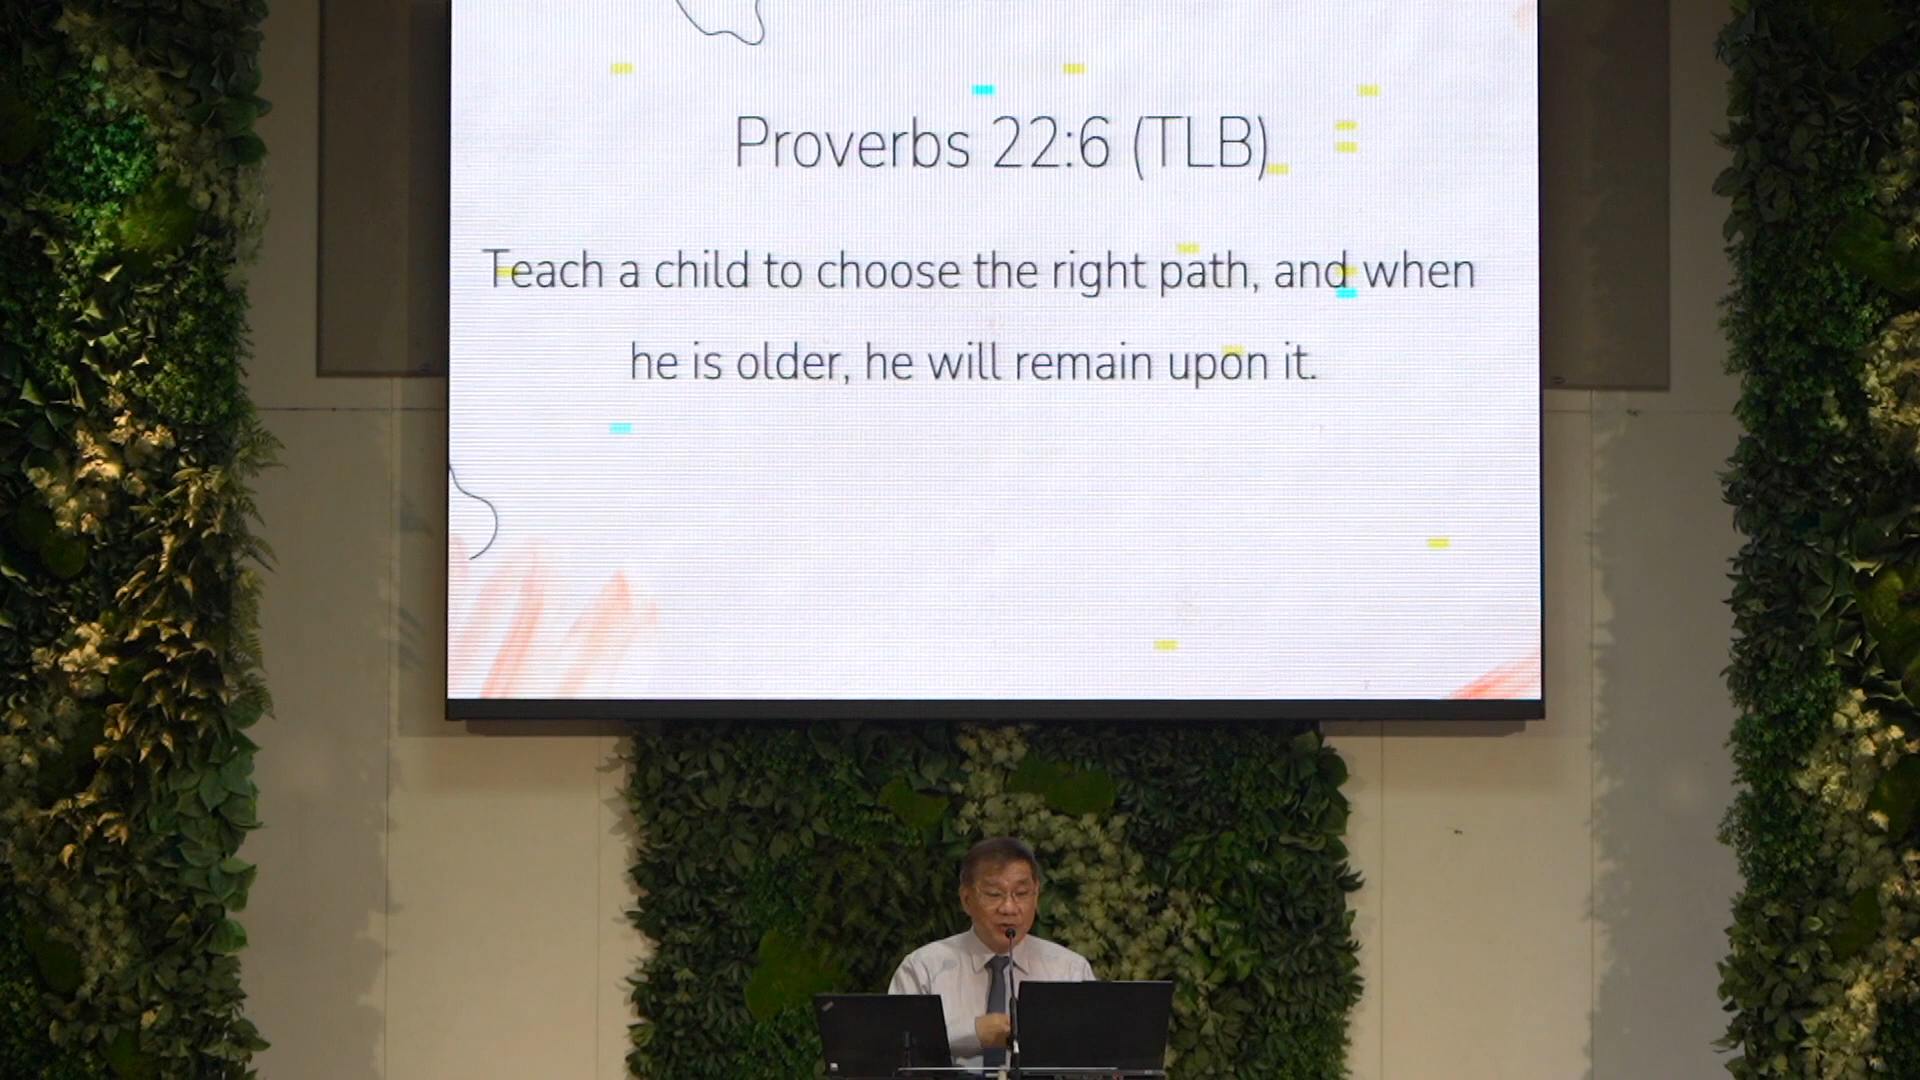 Proverbs 22:6 (TLB)
Teach a child to choose the right path, and when
he is older, he will remain upon it.